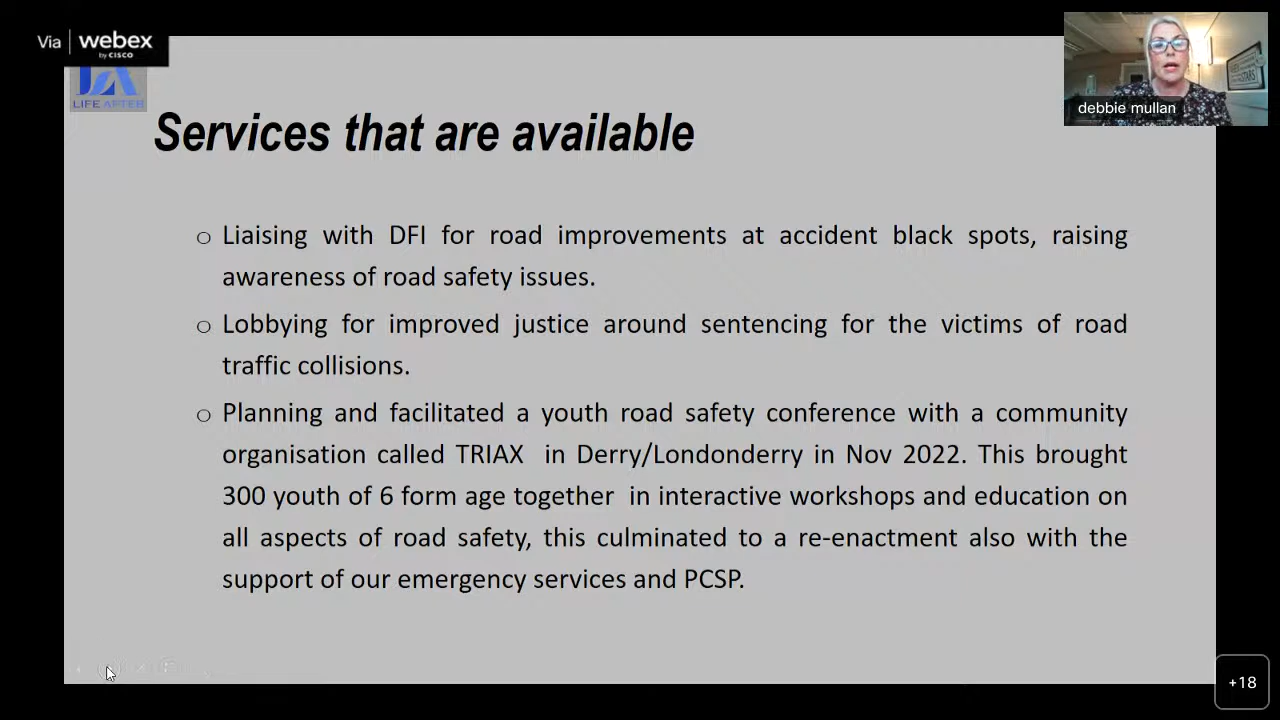 Via webex
by CISCO
LIFE AFTER
debbie mullan
Services that are available
o Liaising with DFI for road improvements at accident black spots, raising
awareness of road safety issues.
o Lobbying for improved justice around sentencing for the victims of road
traffic collisions.
o Planning and facilitated a youth road safety conference with a community
organisation called TRIAX in Derry/Londonderry in Nov 2022. This brought
300 youth of 6 form age together in interactive workshops and education on
all aspects of road safety, this culminated to a re-enactment also with the
support of our emergency services and PCSP.
+18